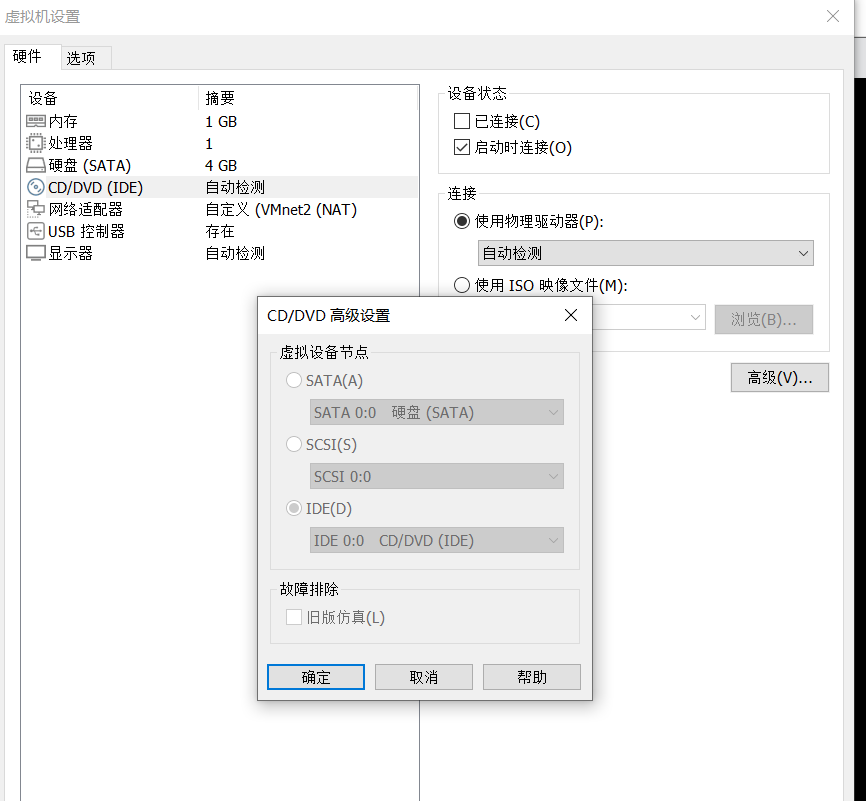 虚拟机设置
硬件 选项
设备 摘要
内存 1 GB
处理器 1
硬盘 (SATA) 4 GB
CD/DVD (IDE) 自动检测
网络适配器 自定义 (VMnet2 (NAT)
USB 控制器 存在
显示器 自动检测
设备状态
已连接(C)
启动时连接(O)
连接
使用物理驱动器(P):
自动检测
使用 ISO 映像文件(M):
浏览(B)...
高级(V)...
CD/DVD 高级设置
虚拟设备节点
SATA(A)
SATA 0:0 硬盘 (SATA)
SCSI(S)
SCSI 0:0
IDE(D)
IDE 0:0 CD/DVD (IDE)
故障排除
旧版仿真(L)
确定 取消 帮助